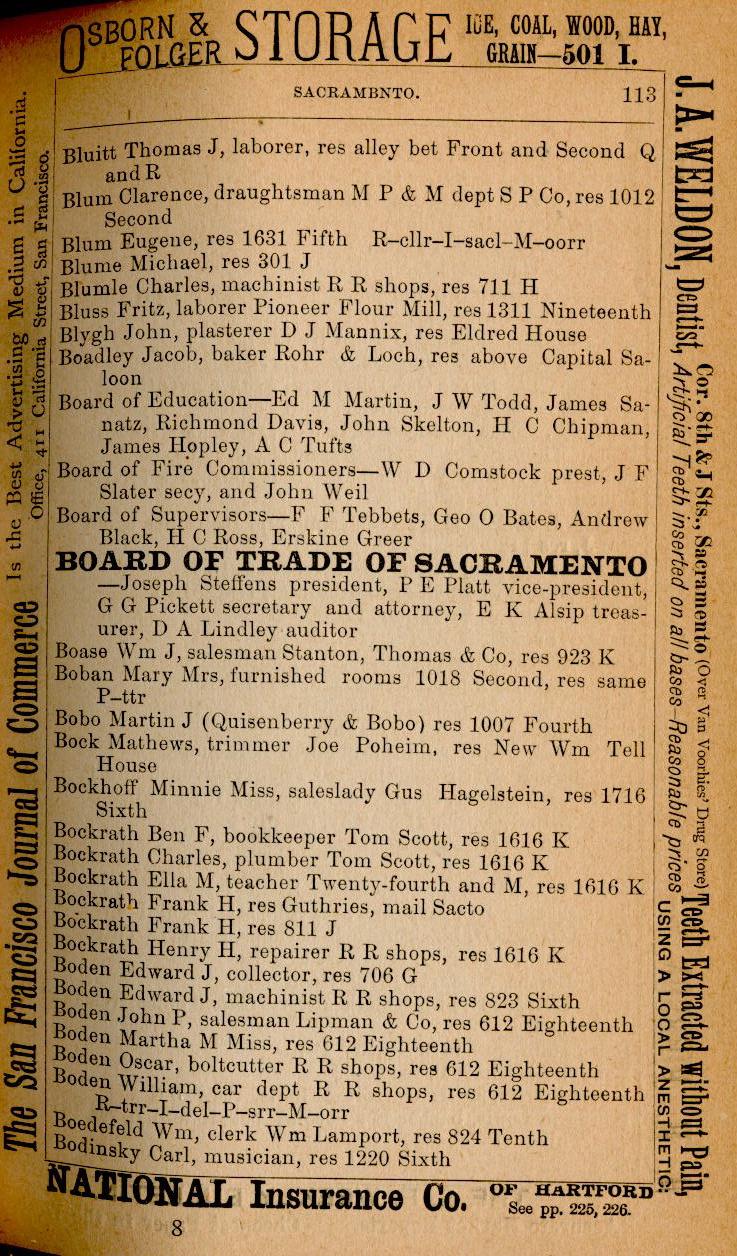 OSBORN & FOLGER STORAGE ICE, COAL, WOOD, HAY,
GRAIN—501 I.
SACRAMBNTO. 113
Bluitt Thomas J, laborer, res alley bet Front and Second Q
and R
Blum Clarence, draughtsman M P & M dept S P Co, res 1012
Second
Blum Eugene, res 1631 Fifth R-cllr-I-sacl-M-oorr
Blume Michael, res 301 J
Blumle Charles, machinist R R shops, res 711 H
Bluss Fritz, laborer Pioneer Flour Mill, res 1311 Nineteenth
Blygh John, plasterer D J Mannix, res Eldred House
Boadley Jacob, baker Rohr & Loch, res above Capital Sa-
loon
Board of Education—Ed M Martin, J W Todd, James Sa-
natz, Richmond Davis, John Skelton, H C Chipman,
James Hopley, A C Tufts
Board of Fire Commissioners—W D Comstock prest, J F
Slater secy, and John Weil
Board of Supervisors—F F Tebbets, Geo O Bates, Andrew
Black, H C Ross, Erskine Greer
BOARD OF TRADE OF SACRAMENTO
—Joseph Steffens president, P E Platt vice-president,
G G Pickett secretary and attorney, E K Alsip treas-
urer, D A Lindley auditor
Boase Wm J, salesman Stanton, Thomas & Co, res 923 K
Boban Mary Mrs, furnished rooms 1018 Second, res same
P-ttr
Bobo Martin J (Quisenberry & Bobo) res 1007 Fourth
Bock Mathews, trimmer Joe Poheim, res New Wm Tell
House
Bockhoff Minnie Miss, saleslady Gus Hagelstein, res 1716
Sixth
Bockrath Ben F, bookkeeper Tom Scott, res 1616 K
Bockrath Charles, plumber Tom Scott, res 1616 K
Bockrath Ella M, teacher Twenty-fourth and M, res 1616 K
Bockrath Frank H, res Guthries, mail Sacto
Bockrath Frank H, res 811 J
Bockrath Henry H, repairer R R shops, res 1616 K
Boden Edward J, collector, res 706 G
Boden Edward J, machinist R R shops, res 823 Sixth
Boden John P, salesman Lipman & Co, res 612 Eighteenth
Boden Martha M Miss, res 612 Eighteenth
Boden Oscar, boltcutter R R shops, res 612 Eighteenth
Boden William, car dept R R shops, res 612 Eighteenth
R-trr-I-del-P-srr-M-orr
Boedefeld Wm, clerk Wm Lamport, res 824 Tenth
Bodinsky Carl, musician, res 1220 Sixth
NATIONAL Insurance Co. OF HARTFORD
See pp. 225, 226.
8
The San Francisco Journal of Commerce Is the Best Advertising Medium in California.
Office, 411 California Street, San Francisco.
J. A. WELDON, Dentist, Cor. 8th & J Sts., Sacramento (Over Van Voorhies' Drug Store) Teeth Extracted without Pain,
Artificial Teeth inserted on all bases—Reasonable prices USING A LOCAL ANESTHETIC.